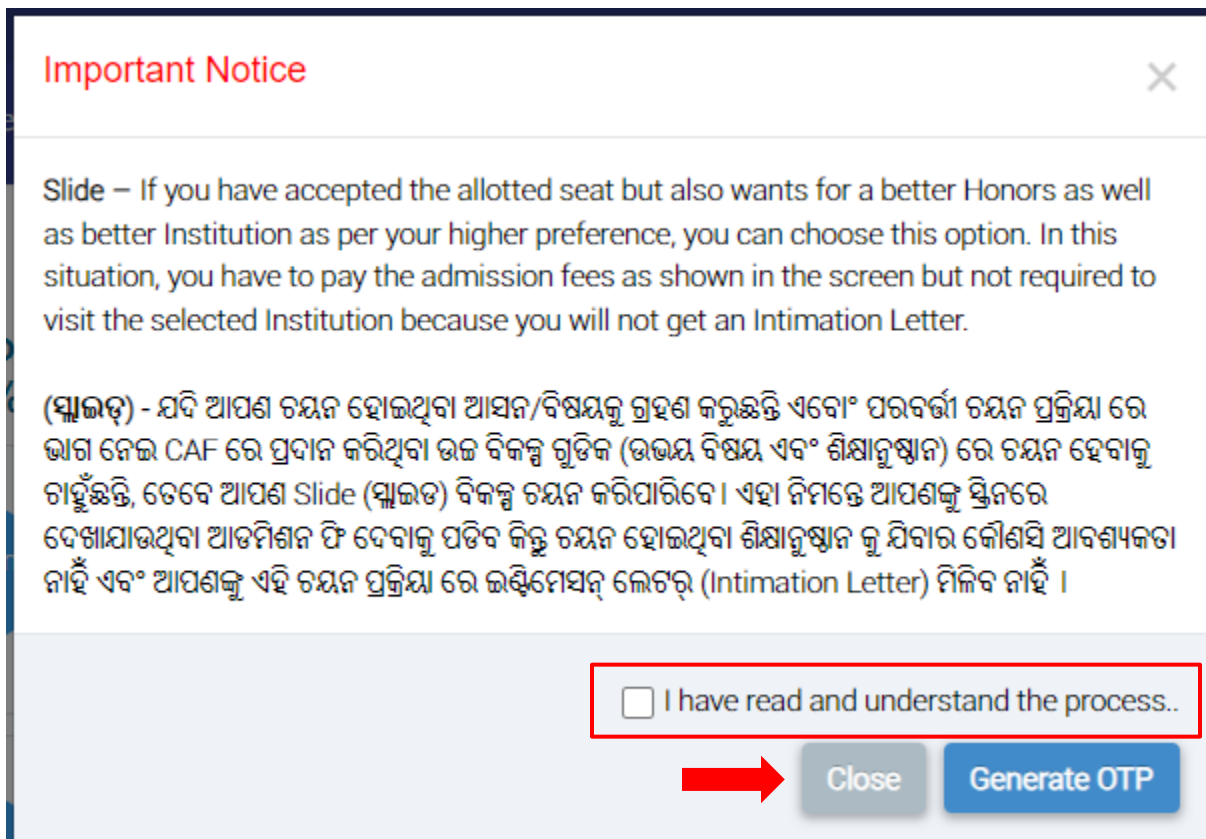 Important Notice
×
Slide – If you have accepted the allotted seat but also wants for a better Honors as well
as better Institution as per your higher preference, you can choose this option. In this
situation, you have to pay the admission fees as shown in the screen but not required to
visit the selected Institution because you will not get an Intimation Letter.
(ସ୍ଲାଇଡ୍) - ଯଦି ଆପଣ ଚୟନ ହୋଇଥିବା ଆସନ/ବିଷୟକୁ ଗ୍ରହଣ କରୁଛନ୍ତି ଏବୋଂ ପରବର୍ତ୍ତୀ ଚୟନ ପ୍ରକ୍ରିୟା ରେ
ଭାଗ ନେଇ CAF ରେ ପ୍ରଦାନ କରିଥିବା ଉଚ୍ଚ ବିକଳ୍ପ ଗୁଡିକ (ଉଭୟ ବିଷୟ ଏବଂ ଶିକ୍ଷାନୁଷ୍ଠାନ) ରେ ଚୟନ ହେବାକୁ
ଚାହୁଁଛନ୍ତି, ତେବେ ଆପଣ Slide (ସ୍ଲାଇଡ) ବିକଳ୍ପ ଚୟନ କରିପାରିବେ। ଏହା ନିମନ୍ତେ ଆପଣଙ୍କୁ ସ୍କ୍ରିନରେ
ଦେଖାଯାଉଥିବା ଆଡମିଶନ ଫି ଦେବାକୁ ପଡିବ କିନ୍ତୁ ଚୟନ ହୋଇଥିବା ଶିକ୍ଷାନୁଷ୍ଠାନ କୁ ଯିବାର କୌଣସି ଆବଶ୍ୟକତା
ନାହିଁ ଏବଂ ଆପଣଙ୍କୁ ଏହି ଚୟନ ପ୍ରକ୍ରିୟା ରେ ଇଣ୍ଟିମେସନ୍ ଲେଟର୍ (Intimation Letter) ମିଳିବ ନାହିଁ ।
I have read and understand the process..
Close Generate OTP